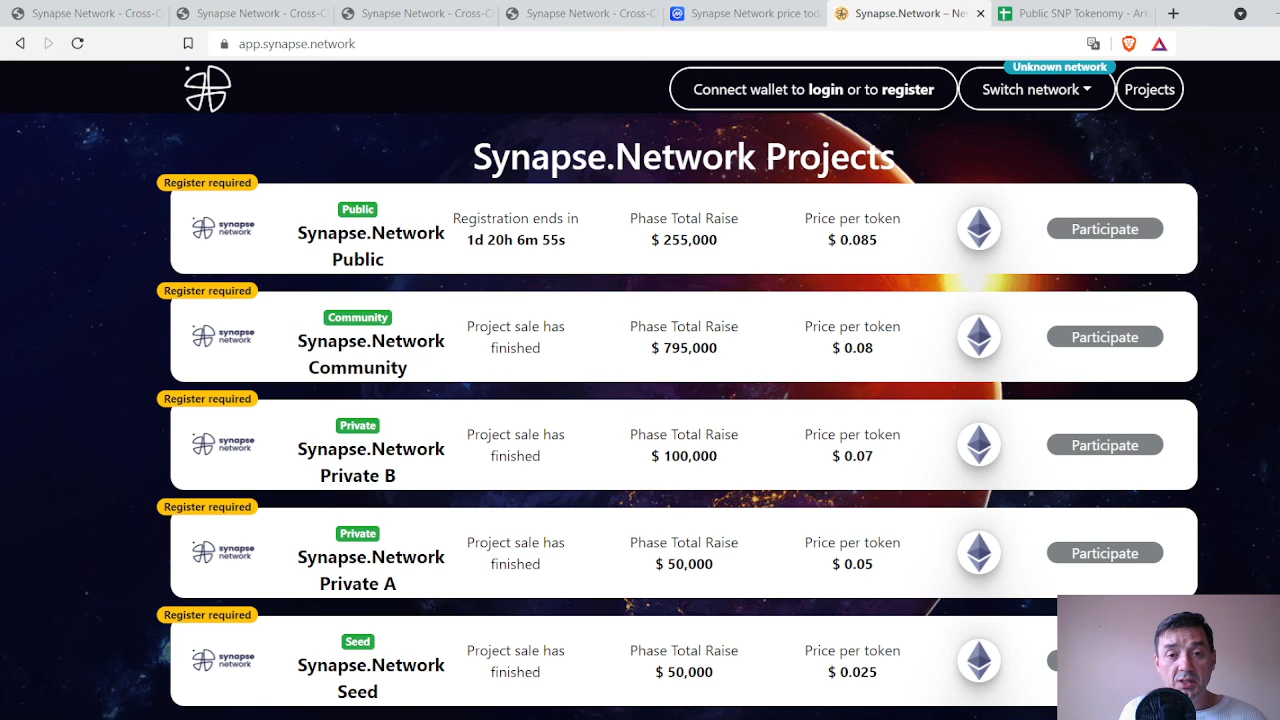 Synapse Network - Cross-C
Synapse Network - Cross-C
Synapse Network - Cross-C
Synapse Network - Cross-C
Synapse Network price toda
Synapse.Network – Ne
Public SNP Tokenomy - Ark
app.synapse.network
Unknown network
Connect wallet to login or to register
Switch network
Projects
Synapse.Network Projects
Register required
synapse
network
Public
Synapse.Network
Public
Registration ends in
1d 20h 6m 55s
Phase Total Raise
$ 255,000
Price per token
$ 0.085
Participate
Register required
synapse
network
Community
Synapse.Network
Community
Project sale has
finished
Phase Total Raise
$ 795,000
Price per token
$ 0.08
Participate
Register required
synapse
network
Private
Synapse.Network
Private B
Project sale has
finished
Phase Total Raise
$ 100,000
Price per token
$ 0.07
Participate
Register required
synapse
network
Private
Synapse.Network
Private A
Project sale has
finished
Phase Total Raise
$ 50,000
Price per token
$ 0.05
Participate
Register required
synapse
network
Seed
Synapse.Network
Seed
Project sale has
finished
Phase Total Raise
$ 50,000
Price per token
$ 0.025